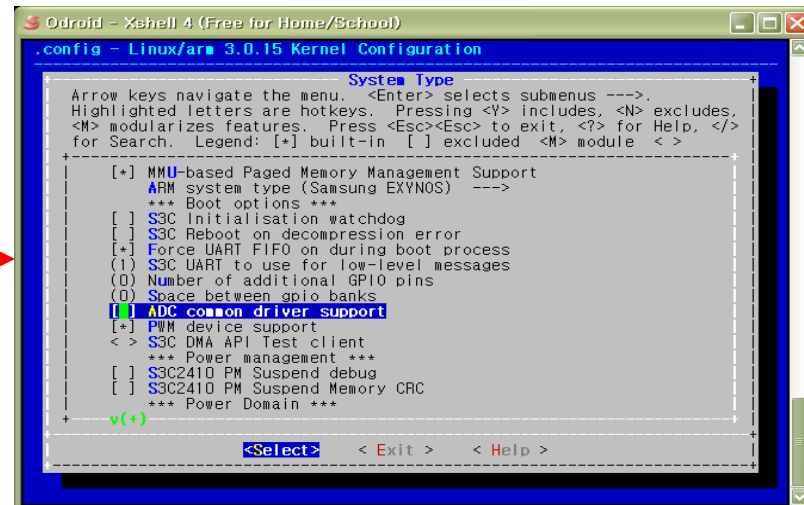 Odroid - Xshell 4 (Free for Home/School)
.config - Linux/arm 3.0.15 Kernel Configuration
System Type
Arrow keys navigate the menu. <Enter> selects submenus --->.
Highlighted letters are hotkeys. Pressing <Y> includes, <N> excludes,
<M> modularizes features. Press <Esc><Esc> to exit, <?> for Help, </>
for Search. Legend: [*] built-in [ ] excluded <M> module < >
[*] MMU-based Paged Memory Management Support
ARM system type (Samsung EXYNOS) --->
*** Boot options ***
[ ] S3C Initialisation watchdog
[ ] S3C Reboot on decompression error
[*] Force UART FIFO on during boot process
(1) S3C UART to use for low-level messages
(0) Number of additional GPIO pins
(0) Space between gpio banks
[ ] ADC common driver support
[*] PWM device support
< > S3C DMA API Test client
*** Power management ***
[ ] S3C2410 PM Suspend debug
[ ] S3C2410 PM Suspend Memory CRC
*** Power Domain ***
v(+)
<Select> < Exit > < Help >